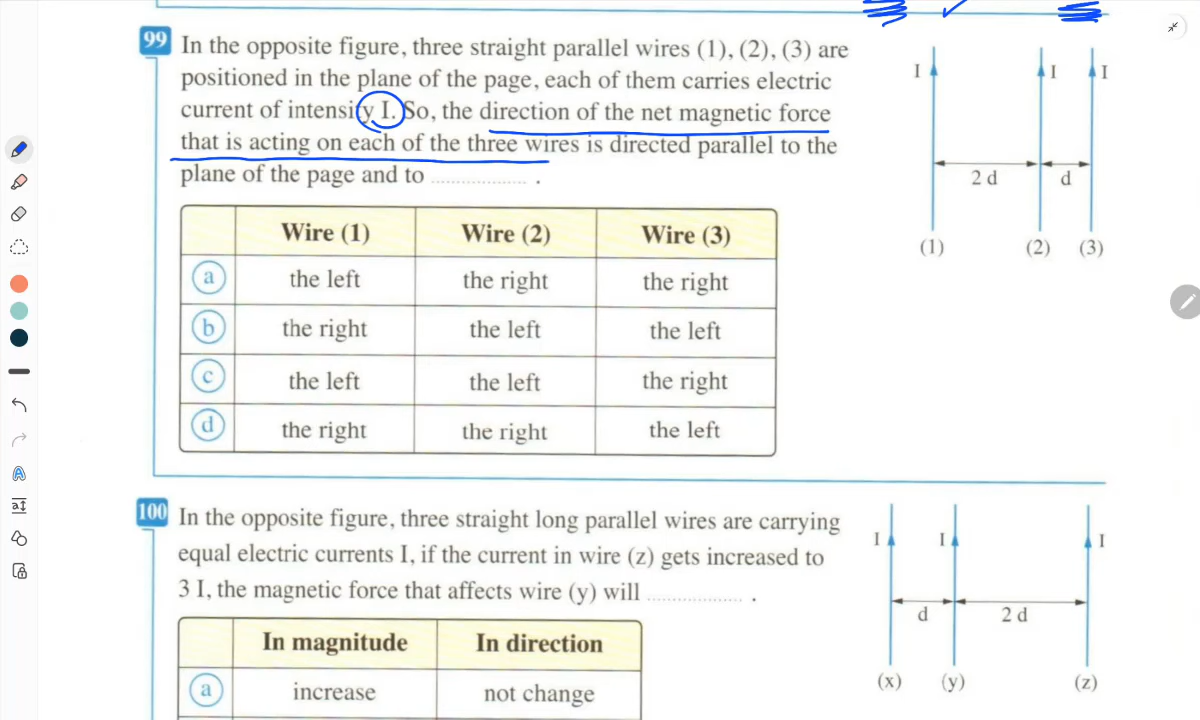 99 In the opposite figure, three straight parallel wires (1), (2), (3) are
positioned in the plane of the page, each of them carries electric
current of intensity I. So, the direction of the net magnetic force
that is acting on each of the three wires is directed parallel to the
plane of the page and to .................. .
Wire (1) Wire (2) Wire (3)
a the left the right the right
b the right the left the left
c the left the left the right
d the right the right the left
I I I
2 d d
(1) (2) (3)
100 In the opposite figure, three straight long parallel wires are carrying
equal electric currents I, if the current in wire (z) gets increased to
3 I, the magnetic force that affects wire (y) will .................. .
In magnitude In direction
a increase not change
I I I
d 2 d
(x) (y) (z)